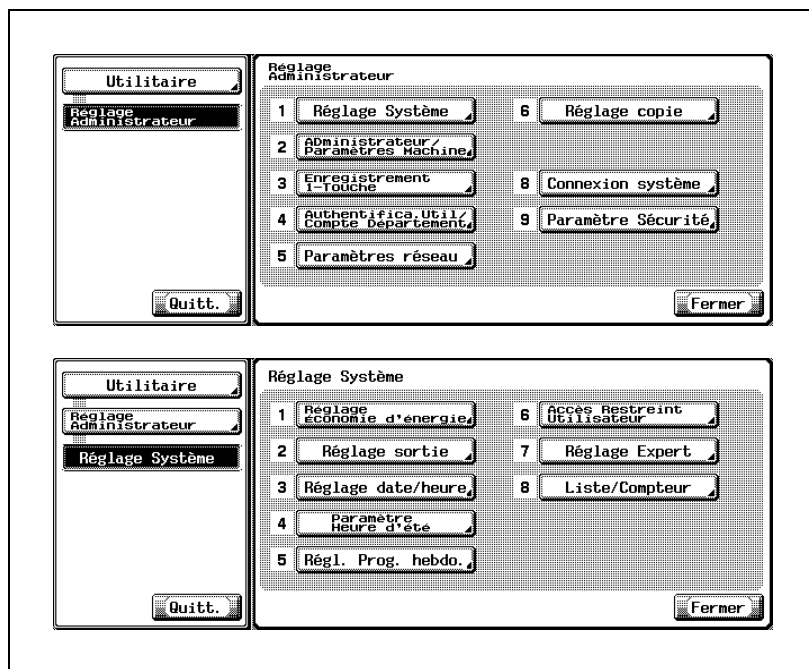 Utilitaire
Réglage
Administrateur
Quitt.
Réglage
Administrateur
1 Réglage Système
2 ADministrateur/
Paramètres Machine
3 Enregistrement
1-Touche
4 Authentifica.Util/
Compte Département
5 Paramètres réseau
6 Réglage copie
8 Connexion système
9 Paramètre Sécurité
Fermer
Utilitaire
Réglage
Administrateur
Réglage Système
Quitt.
Réglage Système
1 Réglage
économie d'énergie
2 Réglage sortie
3 Réglage date/heure
4 Paramètre
Heure d'été
5 Régl. Prog. hebdo.
6 Accès Restreint
Utilisateur
7 Réglage Expert
8 Liste/Compteur
Fermer